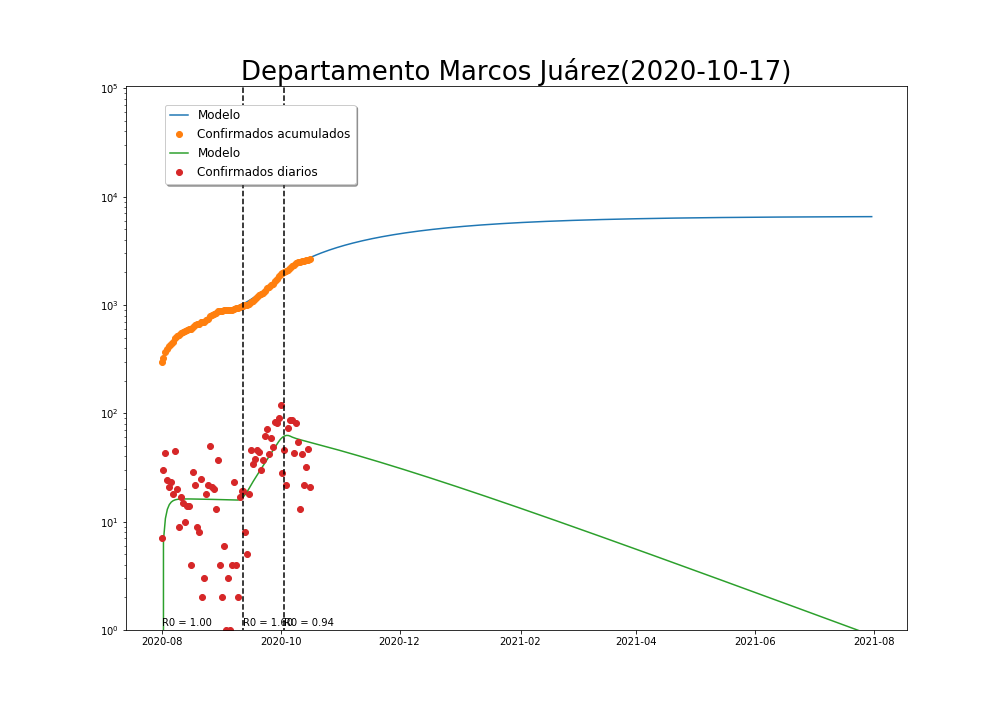 Departamento Marcos Juárez(2020-10-17)
Modelo
Confirmados acumulados
Modelo
Confirmados diarios
10^5
10^4
10^3
10^2
10^1
10^0
R0 = 1.00
R0 = 1.60
R0 = 0.94
2020-08
2020-10
2020-12
2021-02
2021-04
2021-06
2021-08